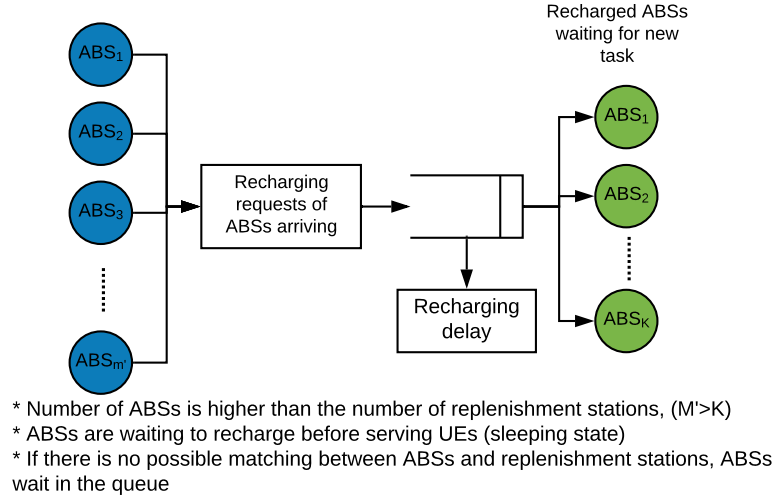 Recharged ABSs
waiting for new
task
ABS1
ABS2
ABS3
ABSm'
Recharging
requests of
ABSs arriving
Recharging
delay
ABS1
ABS2
ABSK
* Number of ABSs is higher than the number of replenishment stations, (M'>K)
* ABSs are waiting to recharge before serving UEs (sleeping state)
* If there is no possible matching between ABSs and replenishment stations, ABSs
wait in the queue